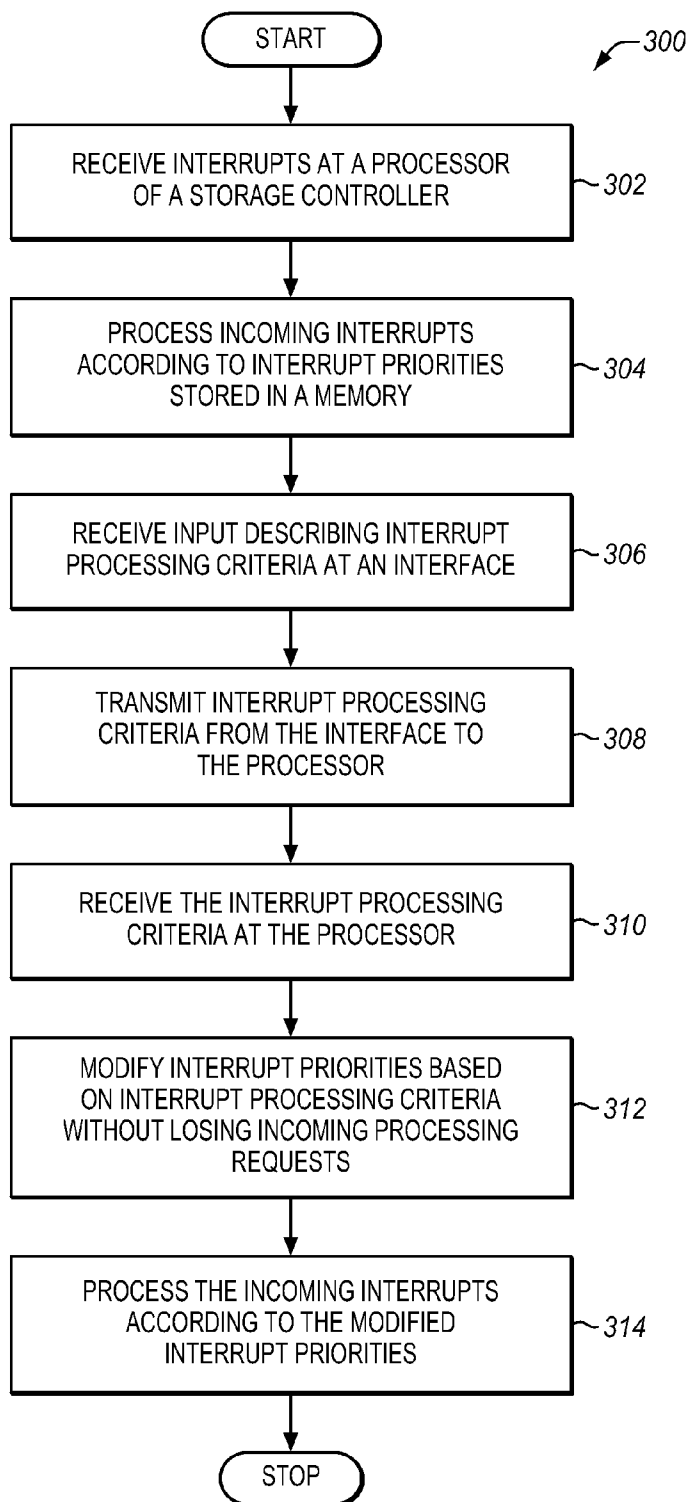 START
300
RECEIVE INTERRUPTS AT A PROCESSOR
OF A STORAGE CONTROLLER
302
PROCESS INCOMING INTERRUPTS
ACCORDING TO INTERRUPT PRIORITIES
STORED IN A MEMORY
304
RECEIVE INPUT DESCRIBING INTERRUPT
PROCESSING CRITERIA AT AN INTERFACE
306
TRANSMIT INTERRUPT PROCESSING
CRITERIA FROM THE INTERFACE TO
THE PROCESSOR
308
RECEIVE THE INTERRUPT PROCESSING
CRITERIA AT THE PROCESSOR
310
MODIFY INTERRUPT PRIORITIES BASED
ON INTERRUPT PROCESSING CRITERIA
WITHOUT LOSING INCOMING PROCESSING
REQUESTS
312
PROCESS THE INCOMING INTERRUPTS
ACCORDING TO THE MODIFIED
INTERRUPT PRIORITIES
314
STOP